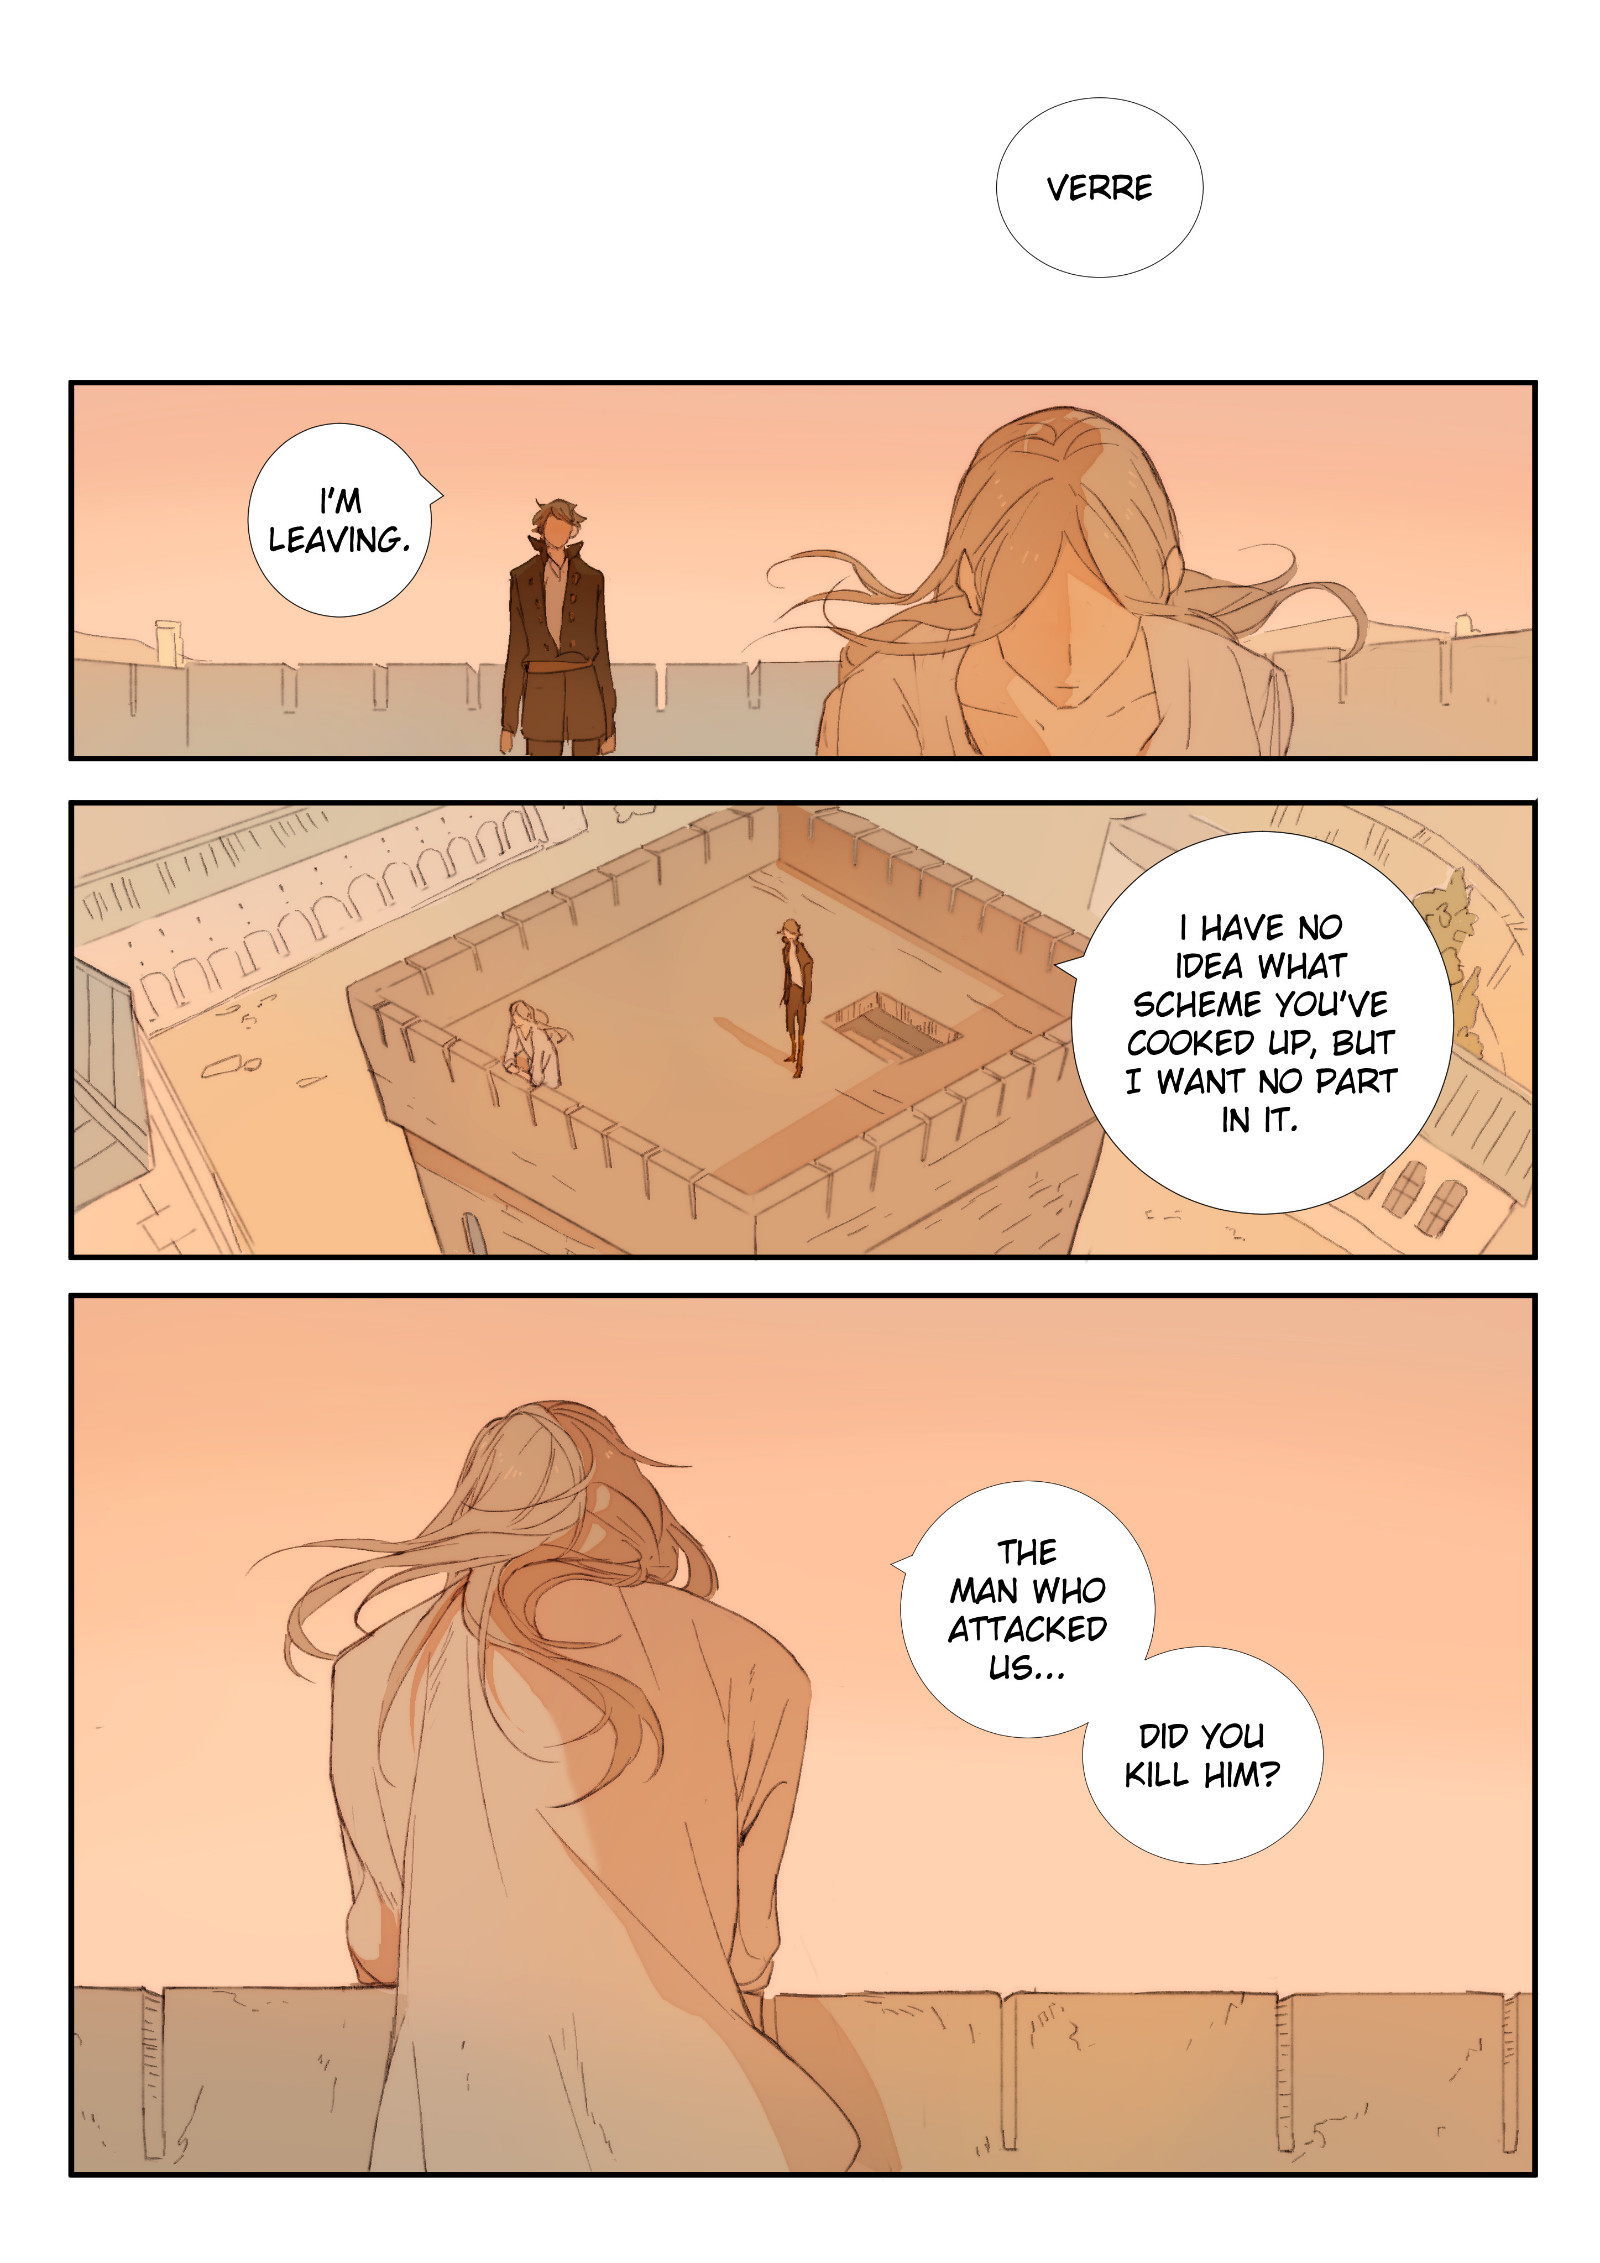 VERRE
I'M
LEAVING.
I HAVE NO
IDEA WHAT
SCHEME YOU'VE
COOKED UP, BUT
I WANT NO PART
IN IT.
THE
MAN WHO
ATTACKED
US...
DID YOU
KILL HIM?